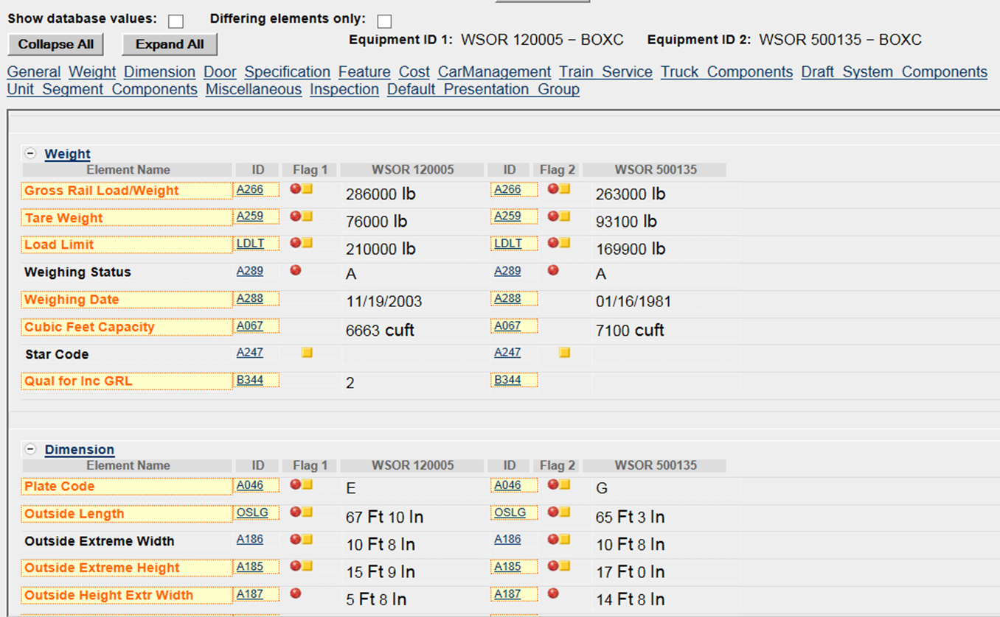 Show database values: Differing elements only:
Collapse All Expand All Equipment ID 1: WSOR 120005 − BOXC Equipment ID 2: WSOR 500135 − BOXC
General Weight Dimension Door Specification Feature Cost CarManagement Train Service Truck Components Draft System Components
Unit Segment Components Miscellaneous Inspection Default Presentation Group
Weight
Element Name ID Flag 1 WSOR 120005 ID Flag 2 WSOR 500135
Gross Rail Load/Weight A266 286000 lb A266 263000 lb
Tare Weight A259 76000 lb A259 93100 lb
Load Limit LDLT 210000 lb LDLT 169900 lb
Weighing Status A289 A A289 A
Weighing Date A288 11/19/2003 A288 01/16/1981
Cubic Feet Capacity A067 6663 cuft A067 7100 cuft
Star Code A247 A247
Qual for Inc GRL B344 2 B344
Dimension
Element Name ID Flag 1 WSOR 120005 ID Flag 2 WSOR 500135
Plate Code A046 E A046 G
Outside Length OSLG 67 Ft 10 In OSLG 65 Ft 3 In
Outside Extreme Width A186 10 Ft 8 In A186 10 Ft 8 In
Outside Extreme Height A185 15 Ft 9 In A185 17 Ft 0 In
Outside Height Extr Width A187 5 Ft 8 In A187 14 Ft 8 In